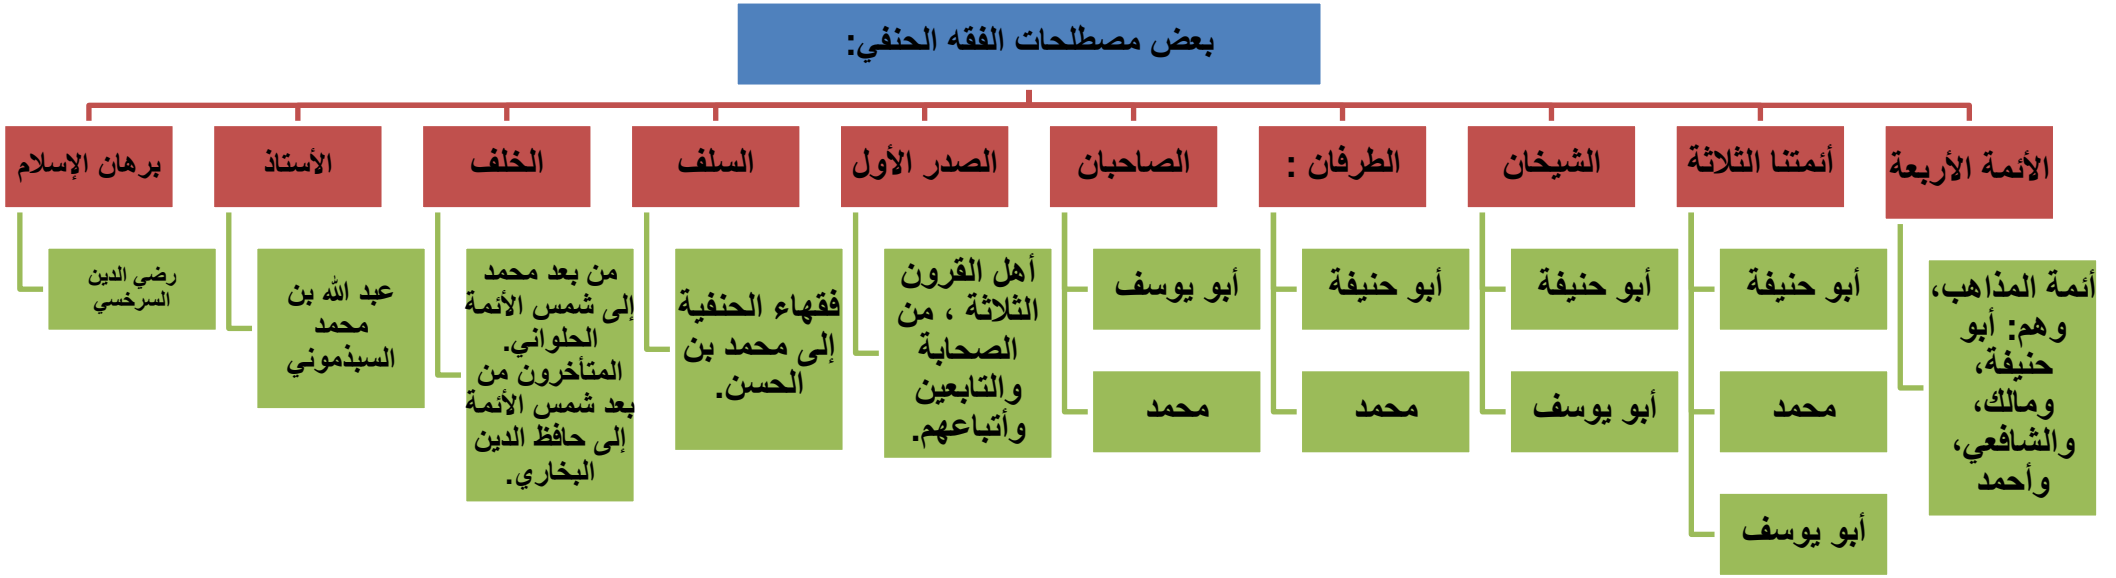 بعض مصطلحات الفقه الحنفي:
الأئمة الأربعة
أئمة المذاهب،
وهم: أبو
حنيفة،
ومالك،
والشافعي،
وأحمد
أئمتنا الثلاثة
أبو حنيفة
محمد
أبو يوسف
الشيخان
أبو حنيفة
أبو يوسف
الطرفان :
أبو حنيفة
محمد
الصاحبان
أبو يوسف
محمد
الصدر الأول
أهل القرون
الثلاثة ، من
الصحابة
والتابعين
وأتباعهم.
السلف
فقهاء الحنفية
إلى محمد بن
الحسن.
الخلف
من بعد محمد
إلى شمس الأئمة
الحلواني.
المتأخرون من
بعد شمس الأئمة
إلى حافظ الدين
البخاري.
الأستاذ
عبد الله بن
محمد
السبذموني
برهان الإسلام
رضي الدين
السرخسي